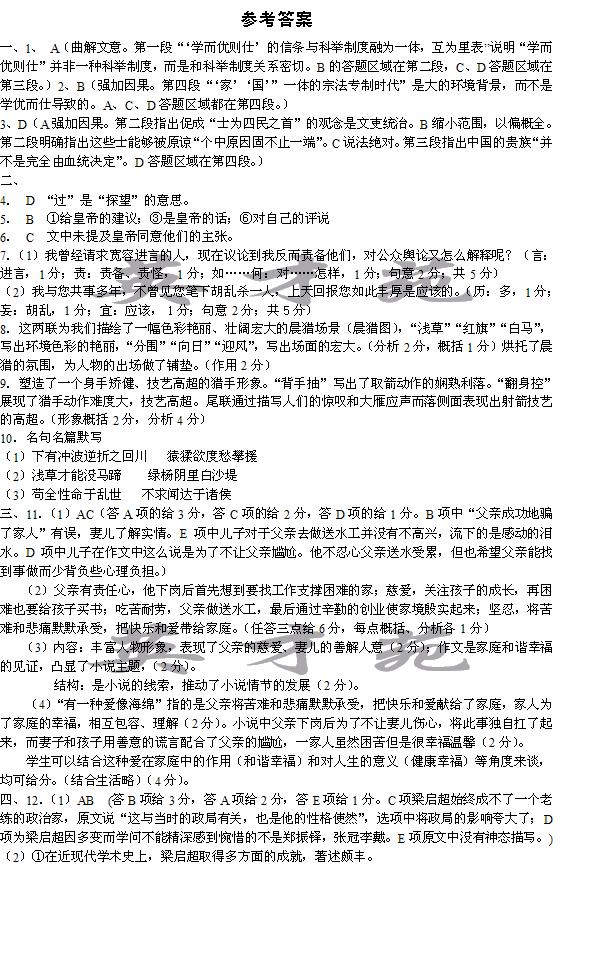 参考答案
一、1、 A（曲解文意。第一段“‘学而优则仕’的信条与科举制度融为一体，互为里表”说明“学而
优则仕”并非一种科举制度，而是和科举制度关系密切。B 的答题区域在第二段，C、D 答题区域在
第三段。）2、B（强加因果。第四段“‘家’‘国’”一体的宗法专制时代”是大的环境背景，而不是
学优而仕导致的。A、C、D 答题区域都在第四段。）
3、D（A 强加因果。第二段指出促成“士为四民之首”的观念是文吏统治。B 缩小范围，以偏概全。
第二段明确指出这些士能够被原谅“个中原因固不止一端”。C 说法绝对。第三段指出中国的贵族“并
不是完全由血统决定”。D 答题区域在第四段。）
二、
4． D “过”是“探望”的意思。
5． B ①给皇帝的建议；③是皇帝的话；⑥对自己的评说
6． C 文中未提及皇帝同意他们的主张。
7．（1）我曾经请求宽容进言的人，现在议论到我反而责备他们，对公众舆论又怎么解释呢？（言：
进言，1 分；责：责备、责怪，1 分；如……何：对……怎样，1 分；句意 2 分；共 5 分）
（2）我与您共事多年，不曾见您笔下胡乱杀一人，上天回报您如此丰厚是应该的。（历：多，1 分；
妄：胡乱，1 分；宜：应该， 1 分；句意 2 分；共 5 分）
8．这两联为我们描绘了一幅色彩艳丽、壮阔宏大的晨猎场景（晨猎图），“浅草”“红旗”“白马”，
写出环境色彩的艳丽，“分围”“向日”“迎风”，写出场面的宏大。（分析 2 分，概括 1 分）烘托了晨
猎的氛围，为人物的出场做了铺垫。（作用 2 分）
9．塑造了一个身手矫健、技艺高超的猎手形象。“背手抽”写出了取箭动作的娴熟利落。“翻身控”
展现了猎手动作难度大，技艺高超。尾联通过描写人们的惊叹和大雁应声而落侧面表现出射箭技艺
的高超。（形象概括 2 分，分析 4 分）
10．名句名篇默写
（1）下有冲波逆折之回川 猿猱欲度愁攀援
（2）浅草才能没马蹄 绿杨阴里白沙堤
（3）苟全性命于乱世 不求闻达于诸侯
三、11．（1）AC（答 A 项的给 3 分，答 C 项的给 2 分，答 D 项的给 1 分。B 项中“父亲成功地骗
了家人”有误，妻儿了解实情。E 项中儿子对于父亲去做送水工并没有不高兴，流下的是感动的泪
水。D 项中儿子在作文中这么说是为了不让父亲尴尬。他不忍心父亲送水受累，但也希望父亲能找
到事做而少背负些心理负担。）
（2）父亲有责任心，他下岗后首先想到要找工作支撑困难的家；慈爱，关注孩子的成长，再困
难也要给孩子买书；吃苦耐劳，父亲做送水工，最后通过辛勤的创业使家境殷实起来；坚忍，将苦
难和悲痛默默承受，把快乐和爱带给家庭。（任答三点给 6 分，每点概括、分析各 1 分）
（3）内容：丰富人物形象，表现了父亲的慈爱、妻儿的善解人意（2 分）；作文是家庭和谐幸福
的见证，凸显了小说主题，（2 分）。
结构：是小说的线索，推动了小说情节的发展（2 分）。
（4）“有一种爱像海绵”指的是父亲将苦难和悲痛默默承受，把快乐和爱献给了家庭，家人为
了家庭的幸福，相互包容、理解（2 分）。小说中父亲下岗后为了不让妻儿伤心，将此事独自扛了起
来，而妻子和孩子用善意的谎言配合了父亲的尴尬，一家人虽然困苦但是很幸福温馨（2 分）。
学生可以结合这种爱在家庭中的作用（和谐幸福）和对人生的意义（健康幸福）等角度来谈，
均可给分。（结合生活略）（4 分）。
四、12．（1）AB （答 B 项给 3 分，答 A 项给 2 分，答 E 项给 1 分。C 项梁启超始终成不了一个老
练的政治家，原文说“这与当时的政局有关，也是他的性格使然”，选项中将政局的影响夸大了；D
项为梁启超因多变而学问不能精深感到惋惜的不是郑振铎，张冠李戴。E 项原文中没有神态描写。）
（2）①在近现代学术史上，梁启超取得多方面的成就，著述颇丰。
英才苑
英才苑
英才苑